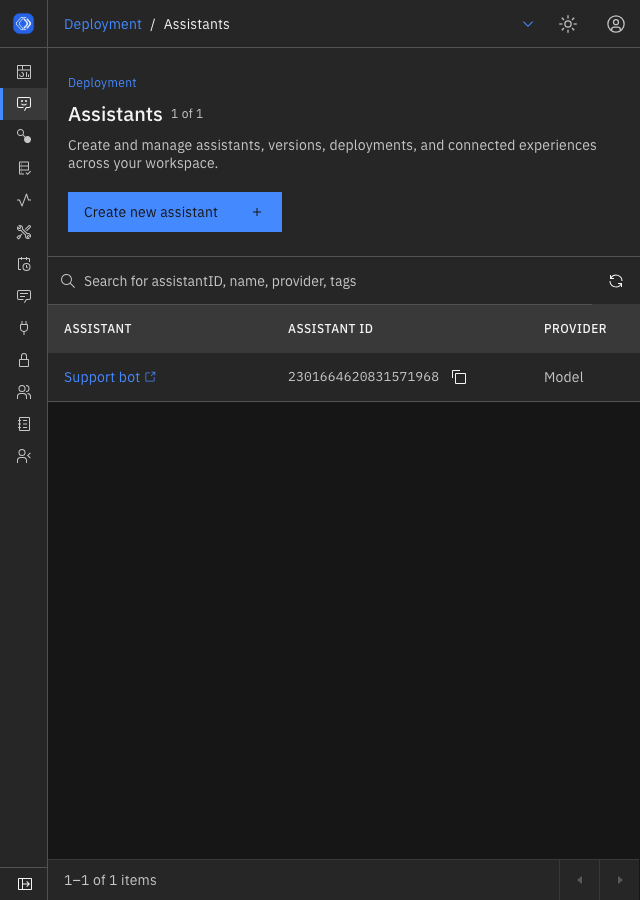 Deployment / Assistants
Deployment
Assistants 1 of 1
Create and manage assistants, versions, deployments, and connected experiences
across your workspace.
Create new assistant +
Search for assistantID, name, provider, tags
ASSISTANT ASSISTANT ID PROVIDER
Support bot 2301664620831571968 Model
1–1 of 1 items